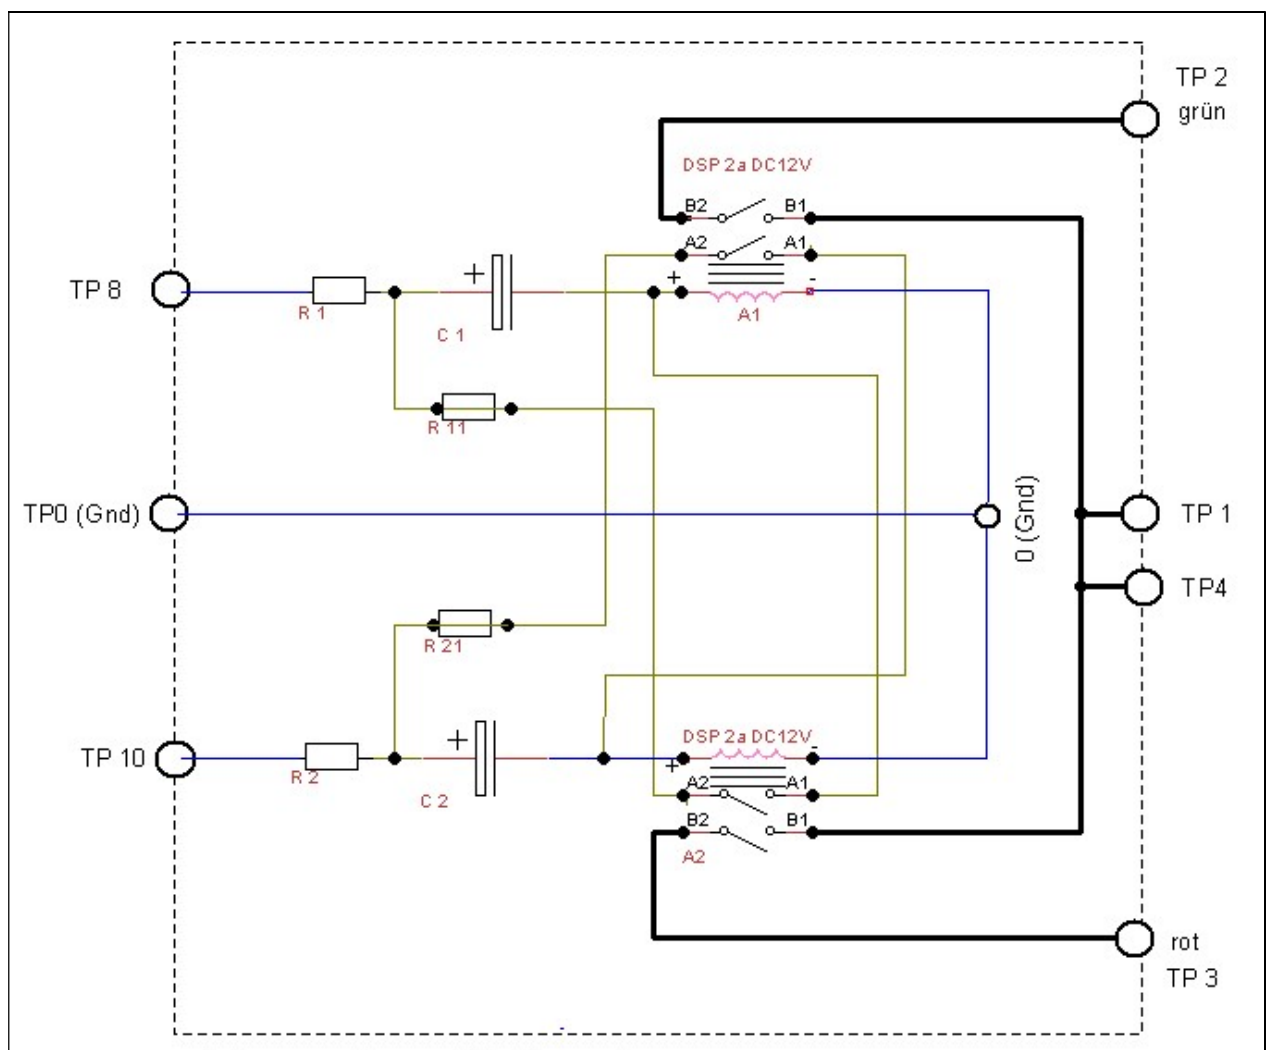 TP 2
grün
DSP 2a DC12V
B2
B1
A2
A1
+
-
TP 8
+
R 1
C 1
A1
R 11
TP0 (Gnd)
0 (Gnd)
TP 1
TP4
R 21
+
DSP 2a DC12V
-
TP 10
R 2
+
C 2
A2
A1
B2
B1
A2
rot
TP 3